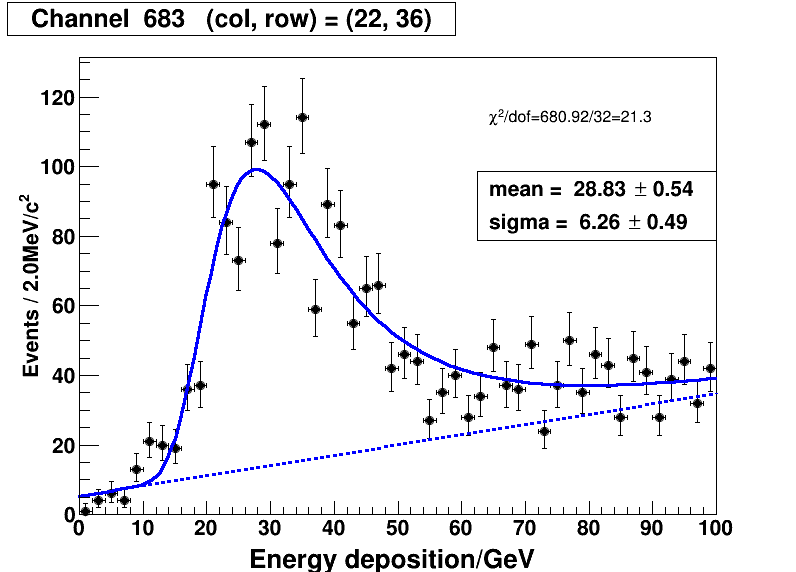 Channel 683 (col, row) = (22, 36)
χ²/dof=680.92/32=21.3
mean = 28.83 ± 0.54
sigma = 6.26 ± 0.49
Events / 2.0MeV/c²
120
100
80
60
40
20
0
0 10 20 30 40 50 60 70 80 90 100
Energy deposition/GeV